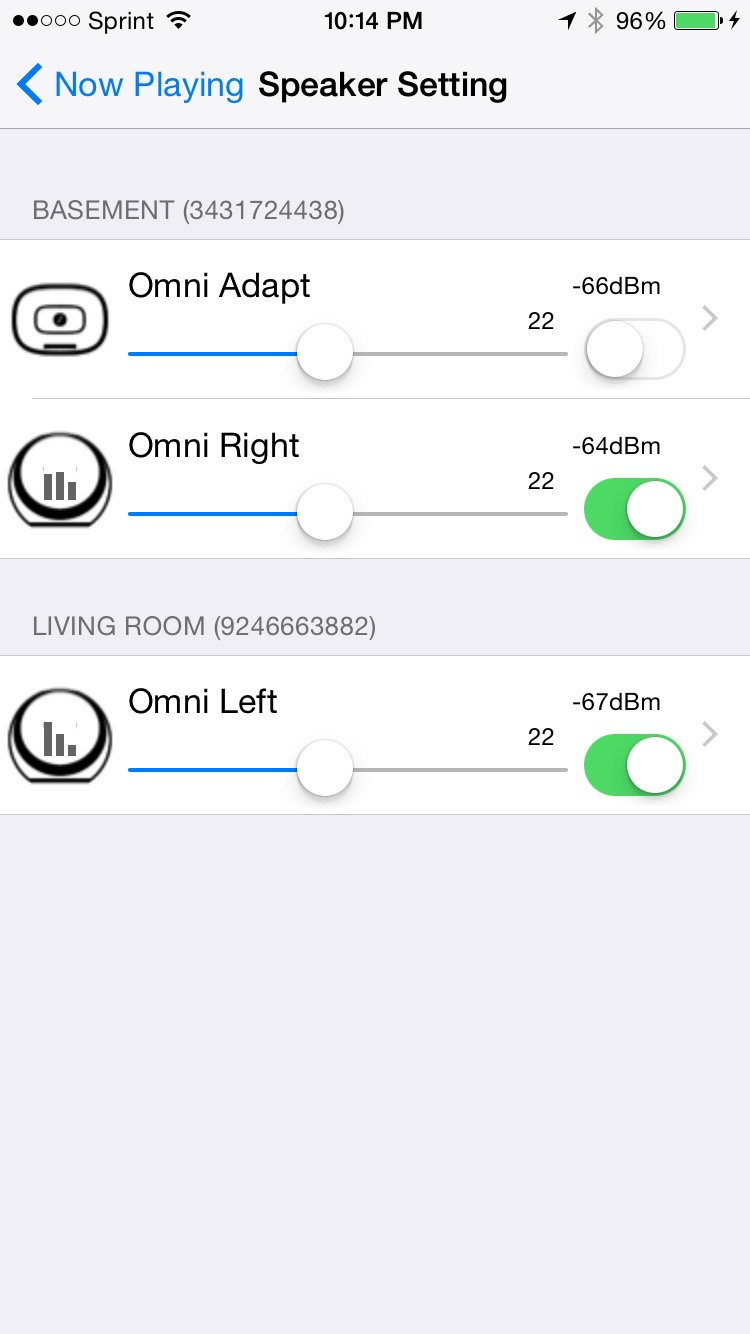 Sprint 10:14 PM 96%
Now Playing Speaker Setting
BASEMENT (3431724438)
Omni Adapt -66dBm
22
Omni Right -64dBm
22
LIVING ROOM (9246663882)
Omni Left -67dBm
22